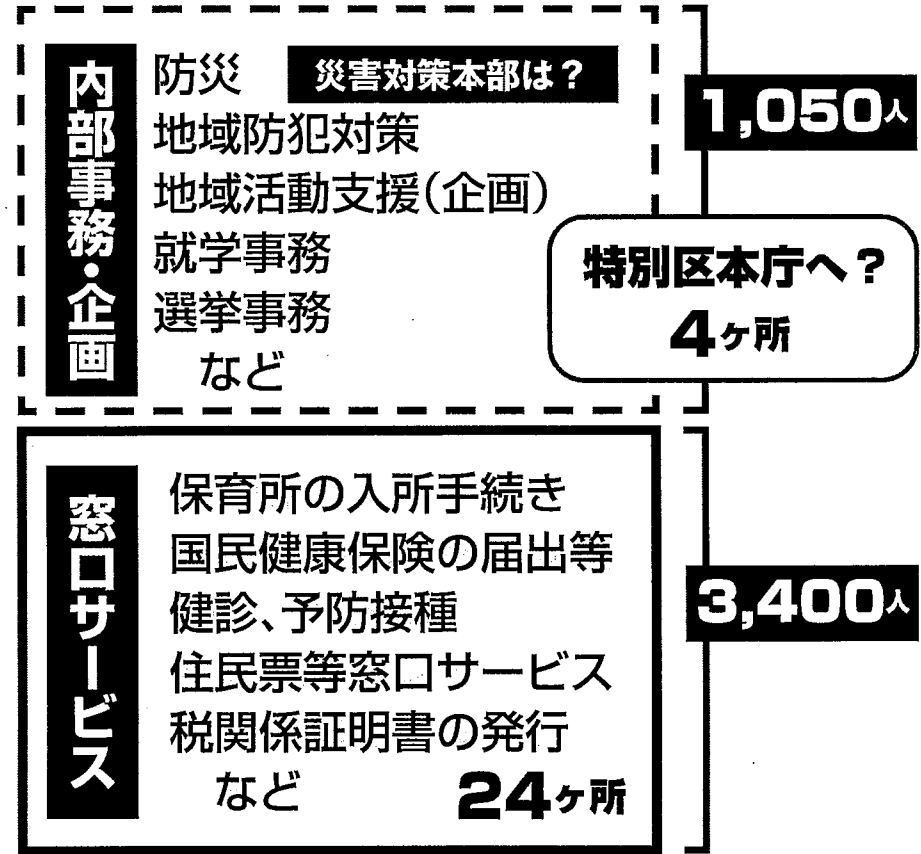 内部事務・企画
防災
災害対策本部は？
地域防犯対策
地域活動支援（企画）
就学事務
選挙事務
など
1,050人
特別区本庁へ？
4ヶ所
窓口サービス
保育所の入所手続き
国民健康保険の届出等
健診、予防接種
住民票等窓口サービス
税関係証明書の発行
など
24ヶ所
3,400人